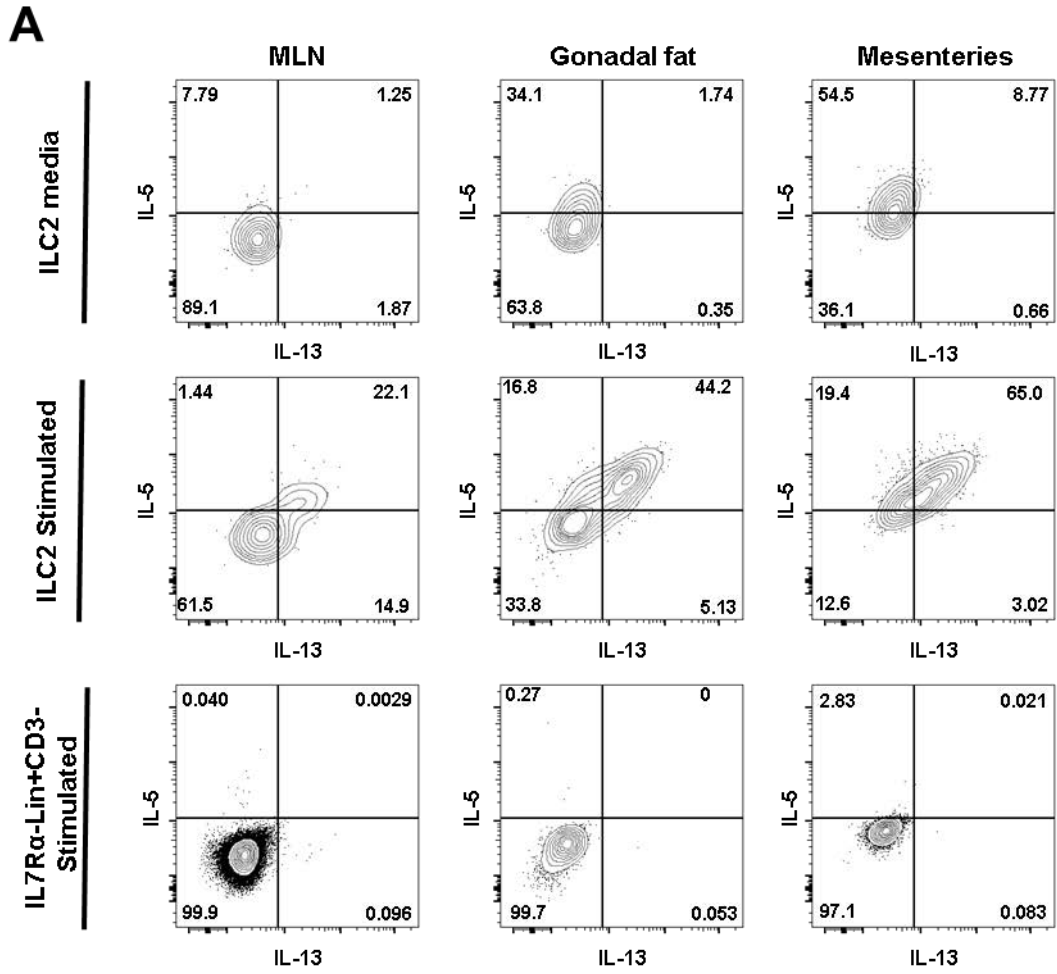 A
MLN
Gonadal fat
Mesenteries
ILC2 media
IL-5
7.79
1.25
89.1
1.87
IL-13
IL-5
34.1
1.74
63.8
0.35
IL-13
IL-5
54.5
8.77
36.1
0.66
IL-13
ILC2 Stimulated
IL-5
1.44
22.1
61.5
14.9
IL-13
IL-5
16.8
44.2
33.8
5.13
IL-13
IL-5
19.4
65.0
12.6
3.02
IL-13
IL7Rα-Lin+CD3-
Stimulated
IL-5
0.040
0.0029
99.9
0.096
IL-13
IL-5
0.27
0
99.7
0.053
IL-13
IL-5
2.83
0.021
97.1
0.083
IL-13